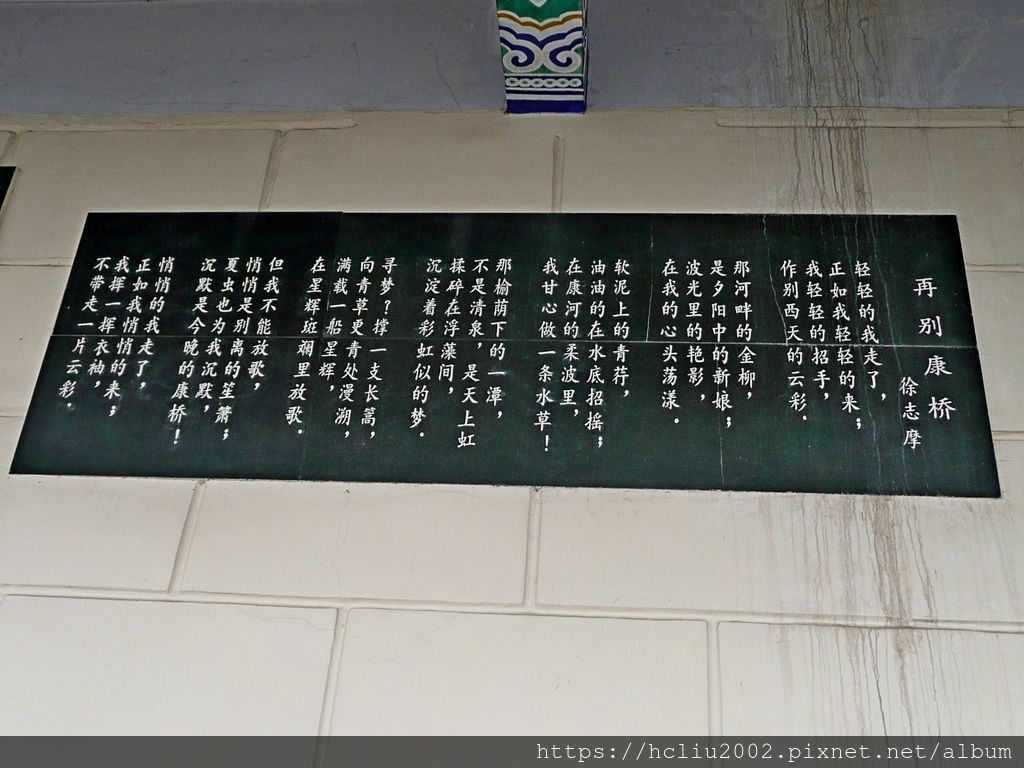 再别康桥
徐志摩
轻轻的我走了，
正如我轻轻的来；
我轻轻的招手，
作别西天的云彩。
那河畔的金柳，
是夕阳中的新娘；
波光里的艳影，
在我的心头荡漾。
软泥上的青荇，
油油的在水底招摇；
在康河的柔波里，
我甘心做一条水草！
那榆荫下的一潭，
不是清泉，是天上虹
揉碎在浮藻间，
沉淀着彩虹似的梦。
寻梦？撑一支长蒿，
向青草更青处漫溯，
满载一船星辉，
在星辉斑斓里放歌。
但我不能放歌，
悄悄是别离的笙箫；
夏虫也为我沉默，
沉默是今晚的康桥！
悄悄的我走了，
正如我悄悄的来；
我挥一挥衣袖，
不带走一片云彩。
https://hcliu2002.pixnet.net/album